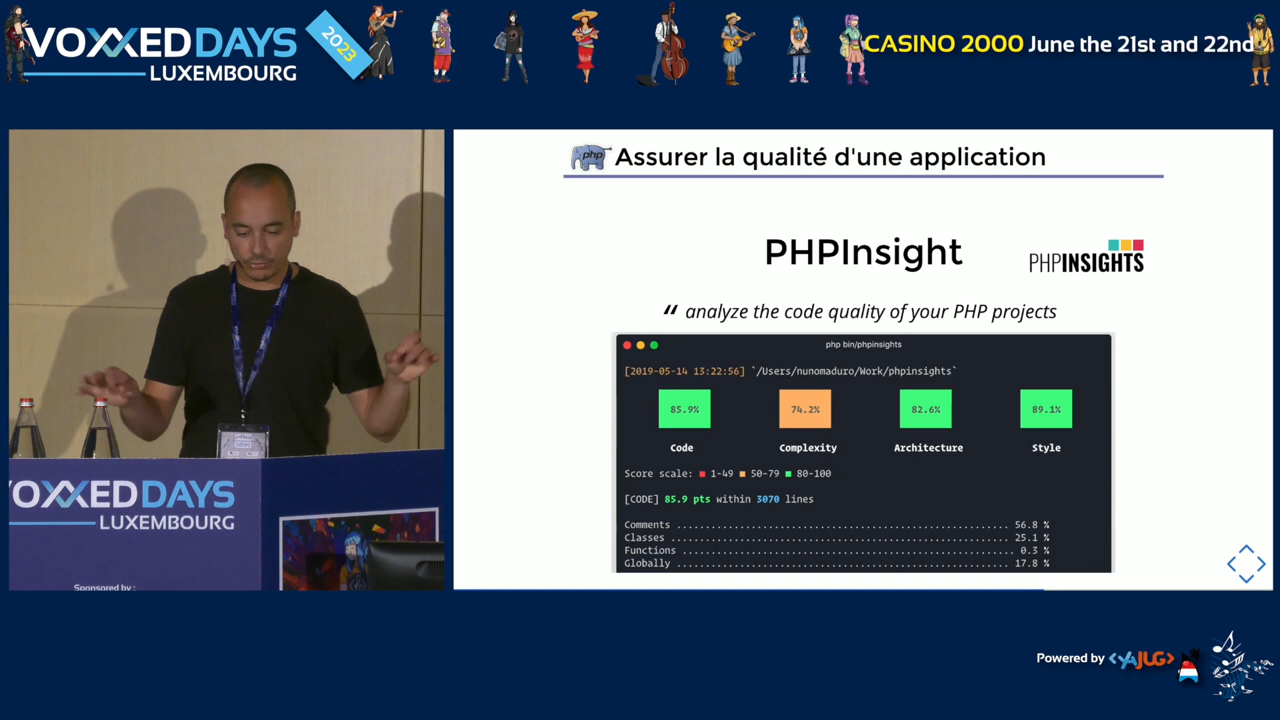 VOXXEDDAYS
LUXEMBOURG
2023
CASINO 2000 June the 21st and 22nd
php Assurer la qualité d'une application
PHPInsight
PHPINSIGHTS
“ analyze the code quality of your PHP projects
php bin/phpinsights
[2019-05-14 13:22:56] `/Users/nunomaduro/Work/phpinsights`
85.9% 74.2% 82.6% 89.1%
Code Complexity Architecture Style
Score scale: 1-49 50-79 80-100
[CODE] 85.9 pts within 3070 lines
Comments ........................................................ 56.8 %
Classes ......................................................... 25.1 %
Functions ....................................................... 0.3 %
Globally ........................................................ 17.8 %
OXXEDDAYS
LUXEMBOURG
Sponsored by :
Powered by <YAJUG>